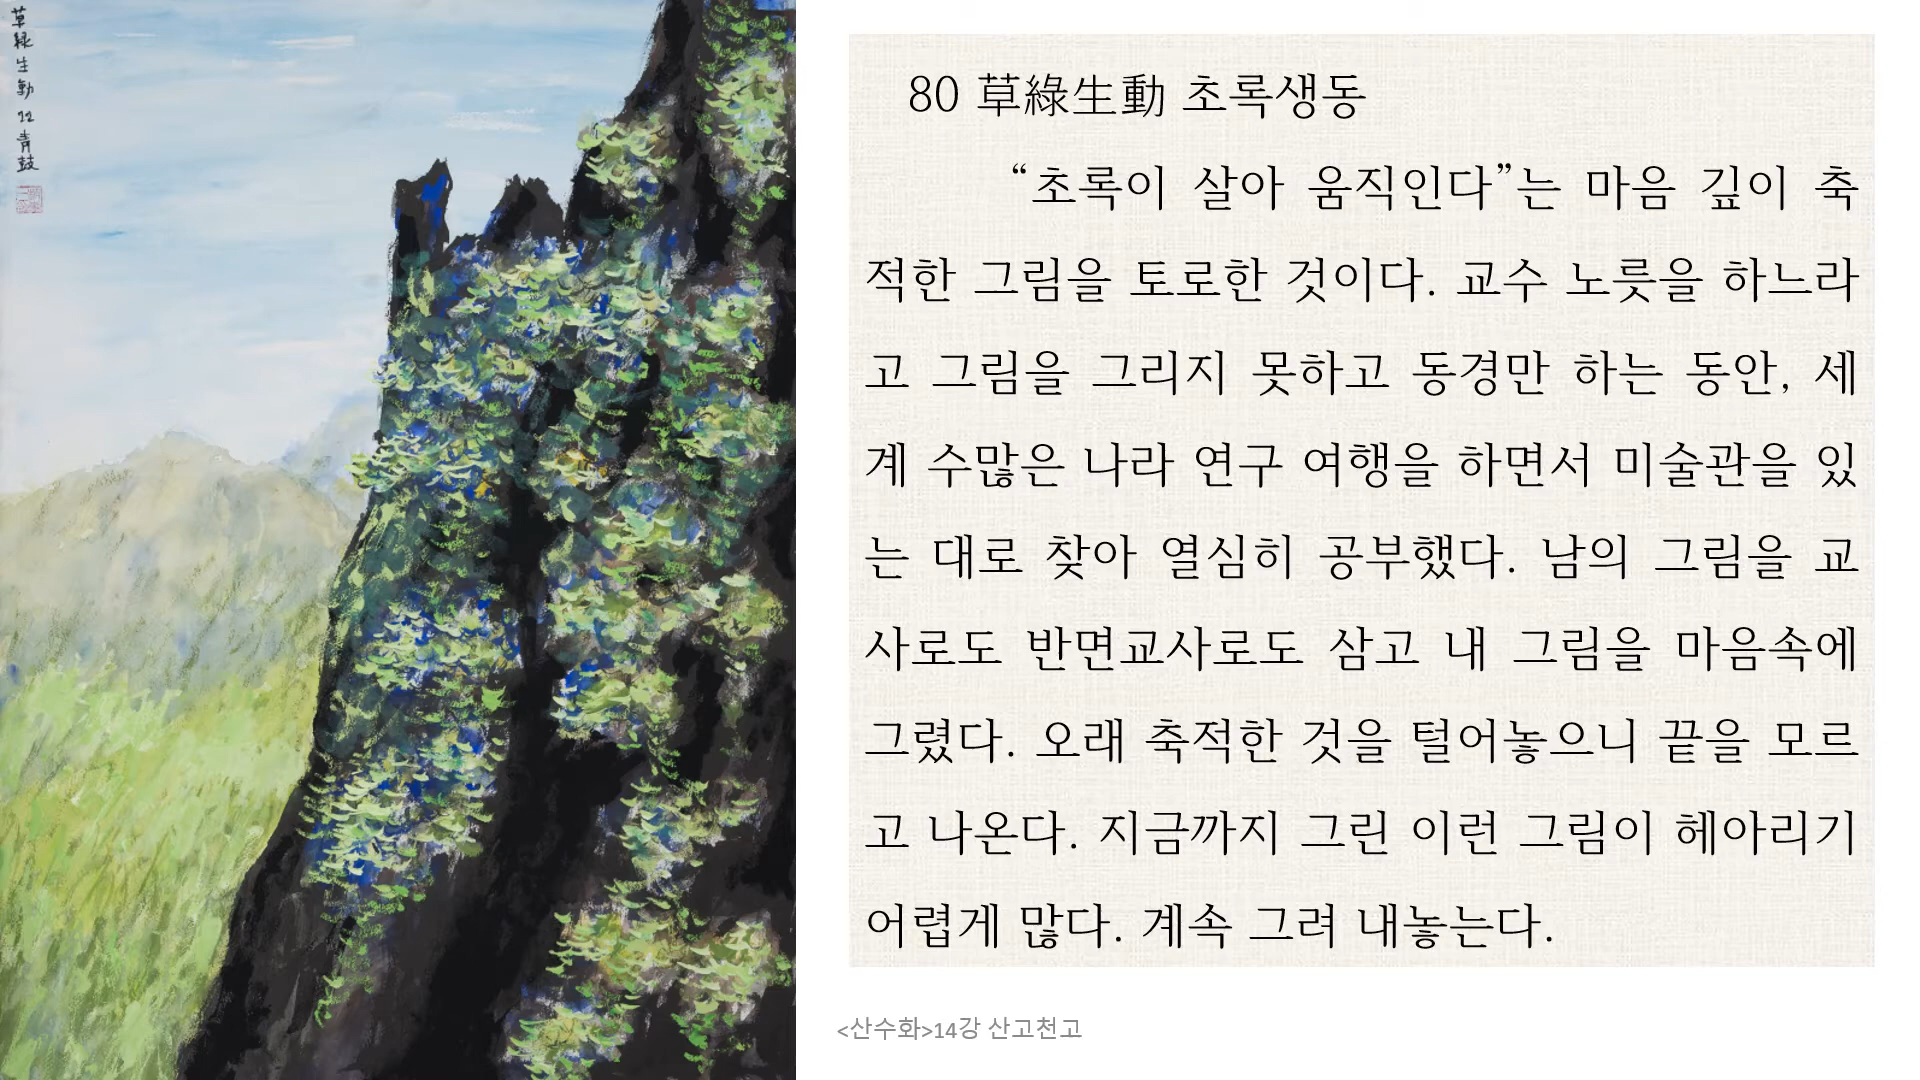 草緑生動 22 青鼓
80 草綠生動 초록생동
“초록이 살아 움직인다”는 마음 깊이 축
적한 그림을 토로한 것이다. 교수 노릇을 하느라
고 그림을 그리지 못하고 동경만 하는 동안, 세
계 수많은 나라 연구 여행을 하면서 미술관을 있
는 대로 찾아 열심히 공부했다. 남의 그림을 교
사로도 반면교사로도 삼고 내 그림을 마음속에
그렸다. 오래 축적한 것을 털어놓으니 끝을 모르
고 나온다. 지금까지 그린 이런 그림이 헤아리기
어렵게 많다. 계속 그려 내놓는다.
<산수화>14강 산고천고